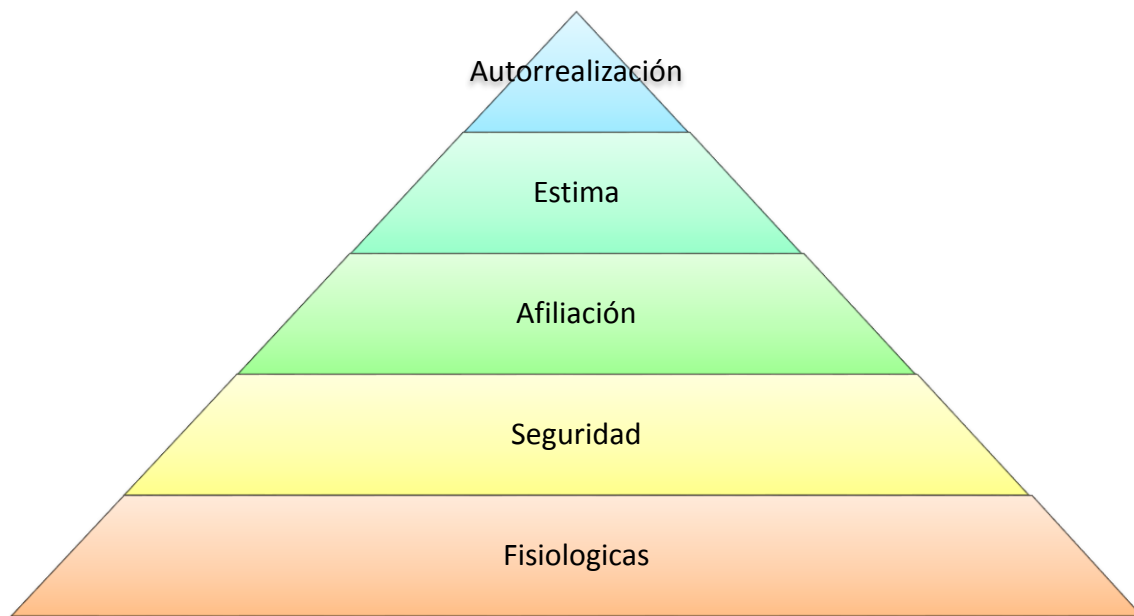 Autorrealización
Estima
Afiliación
Seguridad
Fisiologicas